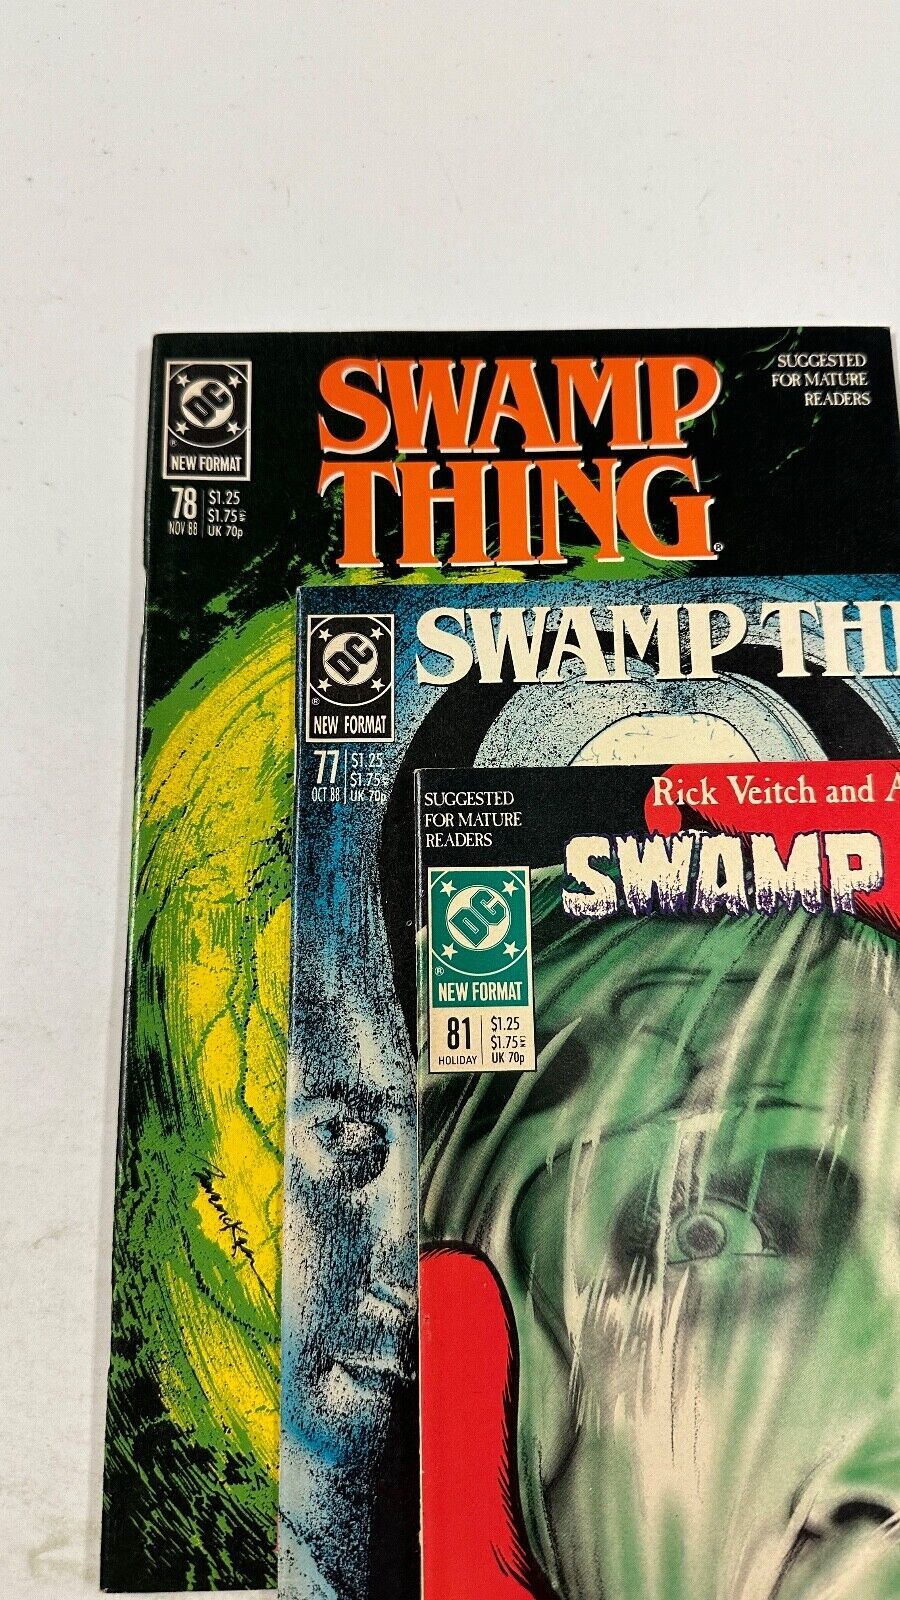 DC
®
NEW FORMAT
78
NOV 88
$1.25
$1.75
UK 70p
SWAMP
THING
®
SUGGESTED
FOR MATURE
READERS
DC
®
NEW FORMAT
77
OCT 88
$1.25
$1.75
UK 70p
SWAMP THI
SUGGESTED
FOR MATURE
READERS
Rick Veitch and A
SWAMP
DC
®
NEW FORMAT
81
HOLIDAY
$1.25
$1.75
UK 70p